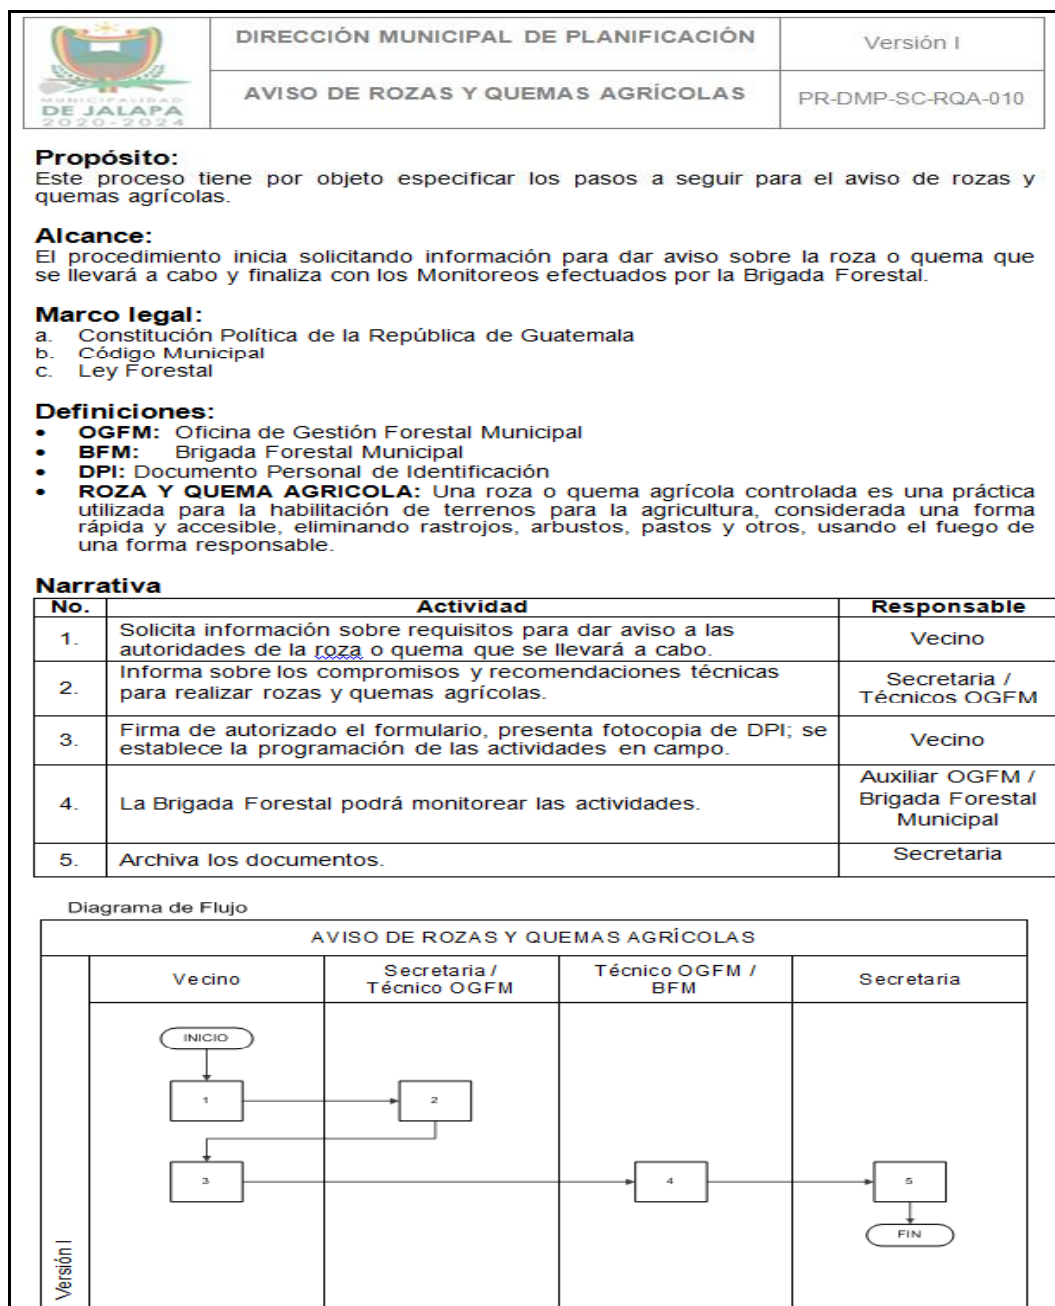 DIRECCIÓN MUNICIPAL DE PLANIFICACIÓN
Versión I
MUNICIPALIDAD
DE JALAPA
2020-2024
AVISO DE ROZAS Y QUEMAS AGRÍCOLAS
PR-DMP-SC-RQA-010
Propósito:
Este proceso tiene por objeto especificar los pasos a seguir para el aviso de rozas y
quemas agrícolas.
Alcance:
El procedimiento inicia solicitando información para dar aviso sobre la roza o quema que
se llevará a cabo y finaliza con los Monitoreos efectuados por la Brigada Forestal.
Marco legal:
a. Constitución Política de la República de Guatemala
b. Código Municipal
c. Ley Forestal
Definiciones:
• OGFM: Oficina de Gestión Forestal Municipal
• BFM: Brigada Forestal Municipal
• DPI: Documento Personal de Identificación
• ROZA Y QUEMA AGRICOLA: Una roza o quema agrícola controlada es una práctica
utilizada para la habilitación de terrenos para la agricultura, considerada una forma
rápida y accesible, eliminando rastrojos, arbustos, pastos y otros, usando el fuego de
una forma responsable.
Narrativa
No. Actividad Responsable
1. Solicita información sobre requisitos para dar aviso a las
autoridades de la roza o quema que se llevará a cabo.
Vecino
2. Informa sobre los compromisos y recomendaciones técnicas
para realizar rozas y quemas agrícolas.
Secretaria /
Técnicos OGFM
3. Firma de autorizado el formulario, presenta fotocopia de DPI; se
establece la programación de las actividades en campo.
Vecino
4. La Brigada Forestal podrá monitorear las actividades.
Auxiliar OGFM /
Brigada Forestal
Municipal
5. Archiva los documentos.
Secretaria
Diagrama de Flujo
AVISO DE ROZAS Y QUEMAS AGRÍCOLAS
Vecino
Secretaria /
Técnico OGFM
Técnico OGFM /
BFM
Secretaria
INICIO
1
2
3
4
5
FIN
Versión I